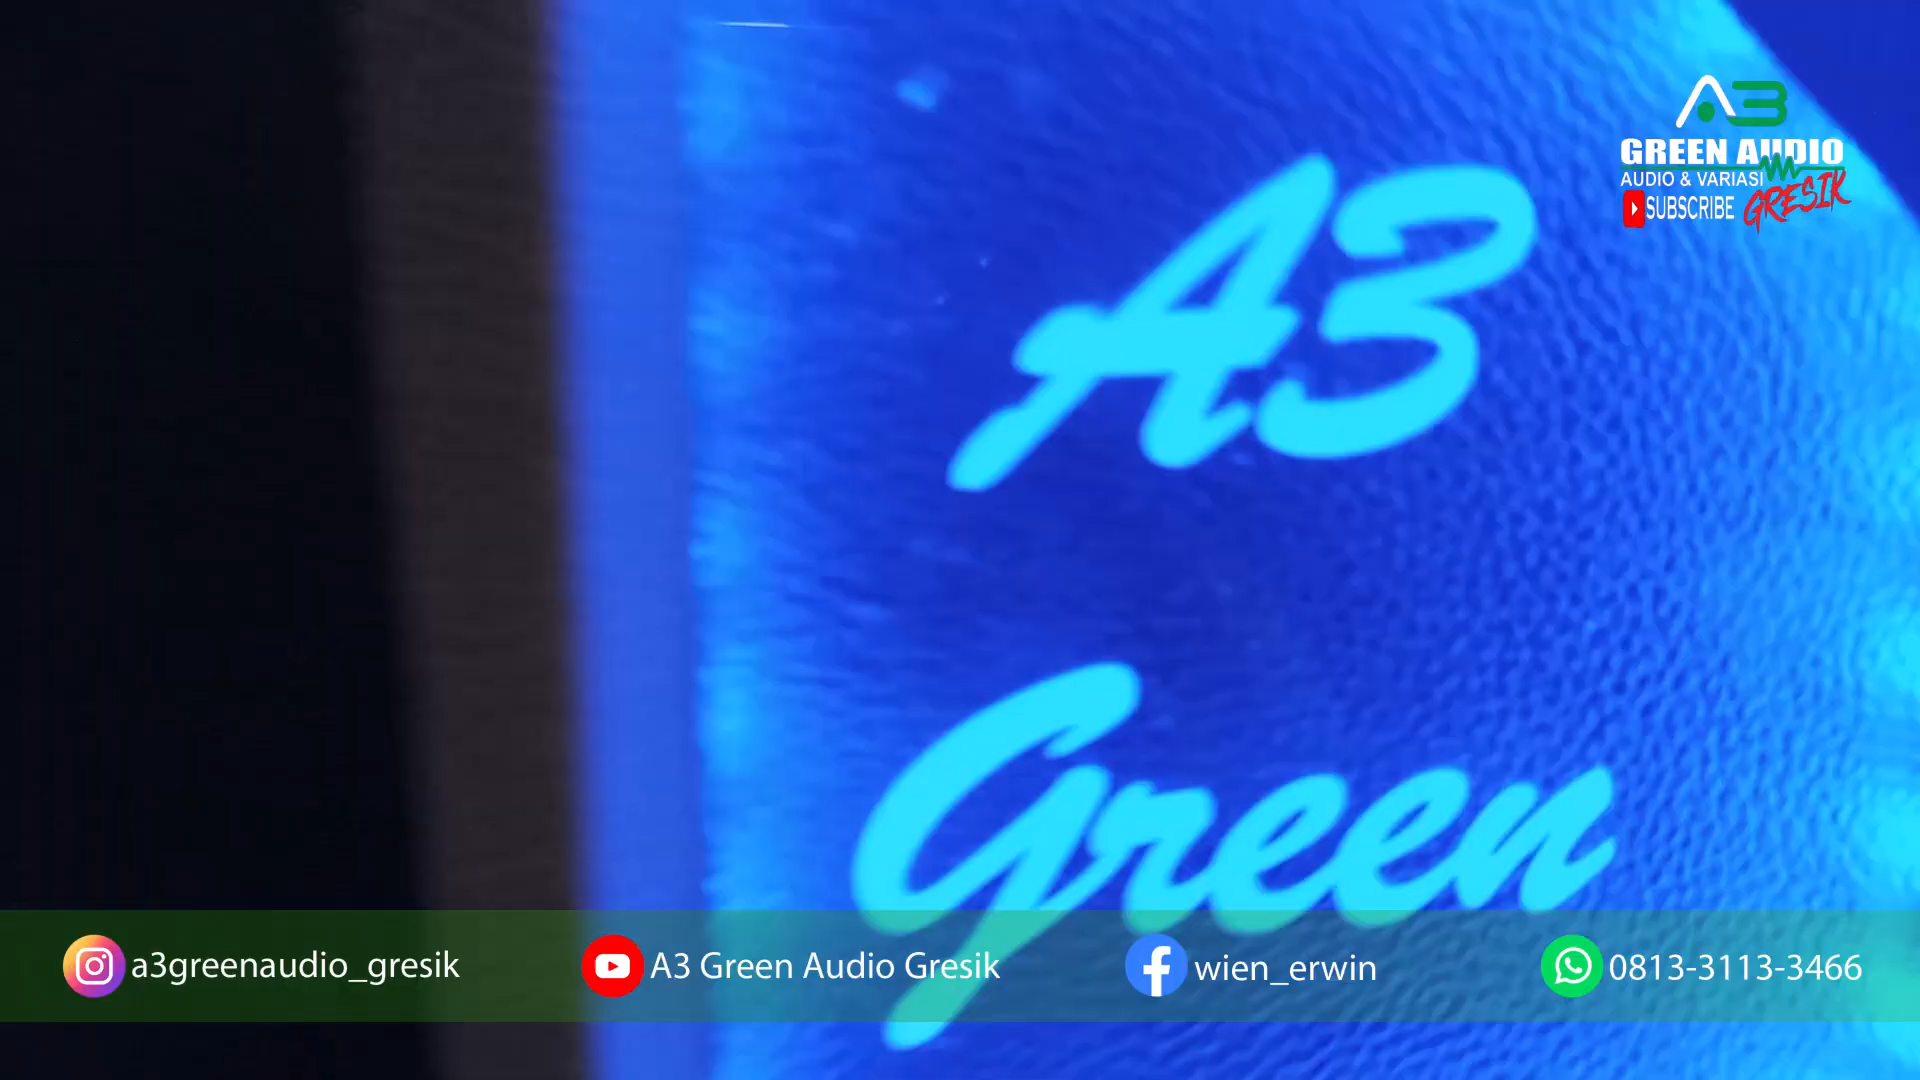 A3
GREEN AUDIO
AUDIO & VARIASI
SUBSCRIBE GRESIK
A3
Green
a3greenaudio_gresik
A3 Green Audio Gresik
wien_erwin
0813-3113-3466